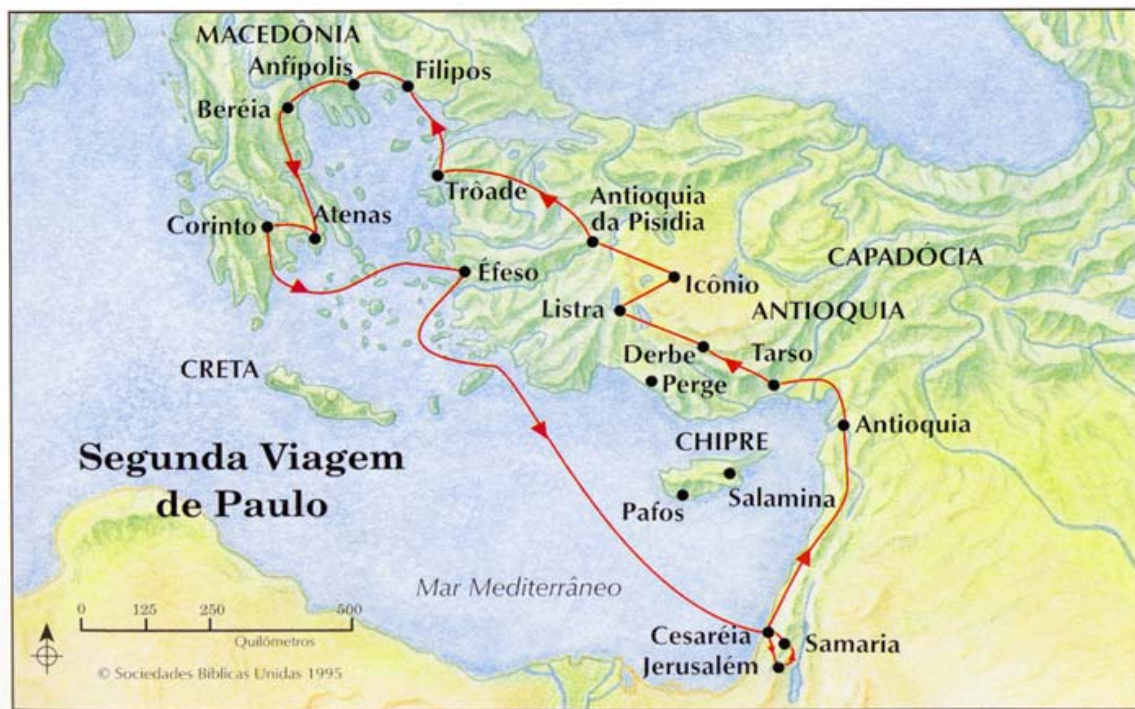 MACEDÔNIA
Anfípolis
Filipos
Beréia
Trôade
Antioquia
da Pisídia
Corinto
Atenas
CAPADÓCIA
Éfeso
Icônio
Listra
ANTIOQUIA
Derbe
Tarso
CRETA
Perge
Antioquia
CHIPRE
Segunda Viagem
de Paulo
Salamina
Pafos
Mar Mediterrâneo
0 125 250 500
Quilômetros
Cesaréia
Samaria
Jerusalém
© Sociedades Bíblicas Unidas 1995